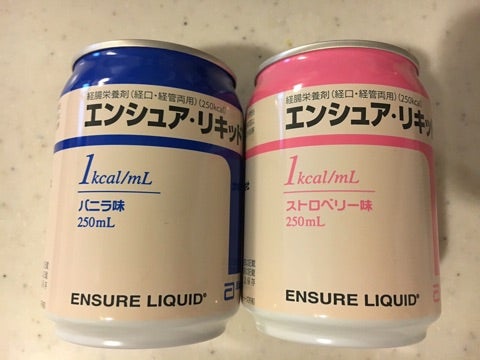 経腸栄養剤（経口・経管両用）(250kcal)
エンシュア・リキッド
1kcal/mL
バニラ味
250mL
ENSURE LIQUID®
経腸栄養剤（経口・経管両用）(250kcal)
エンシュア・リキッ
1kcal/mL
ストロベリー味
250mL
ENSURE LIQUID®